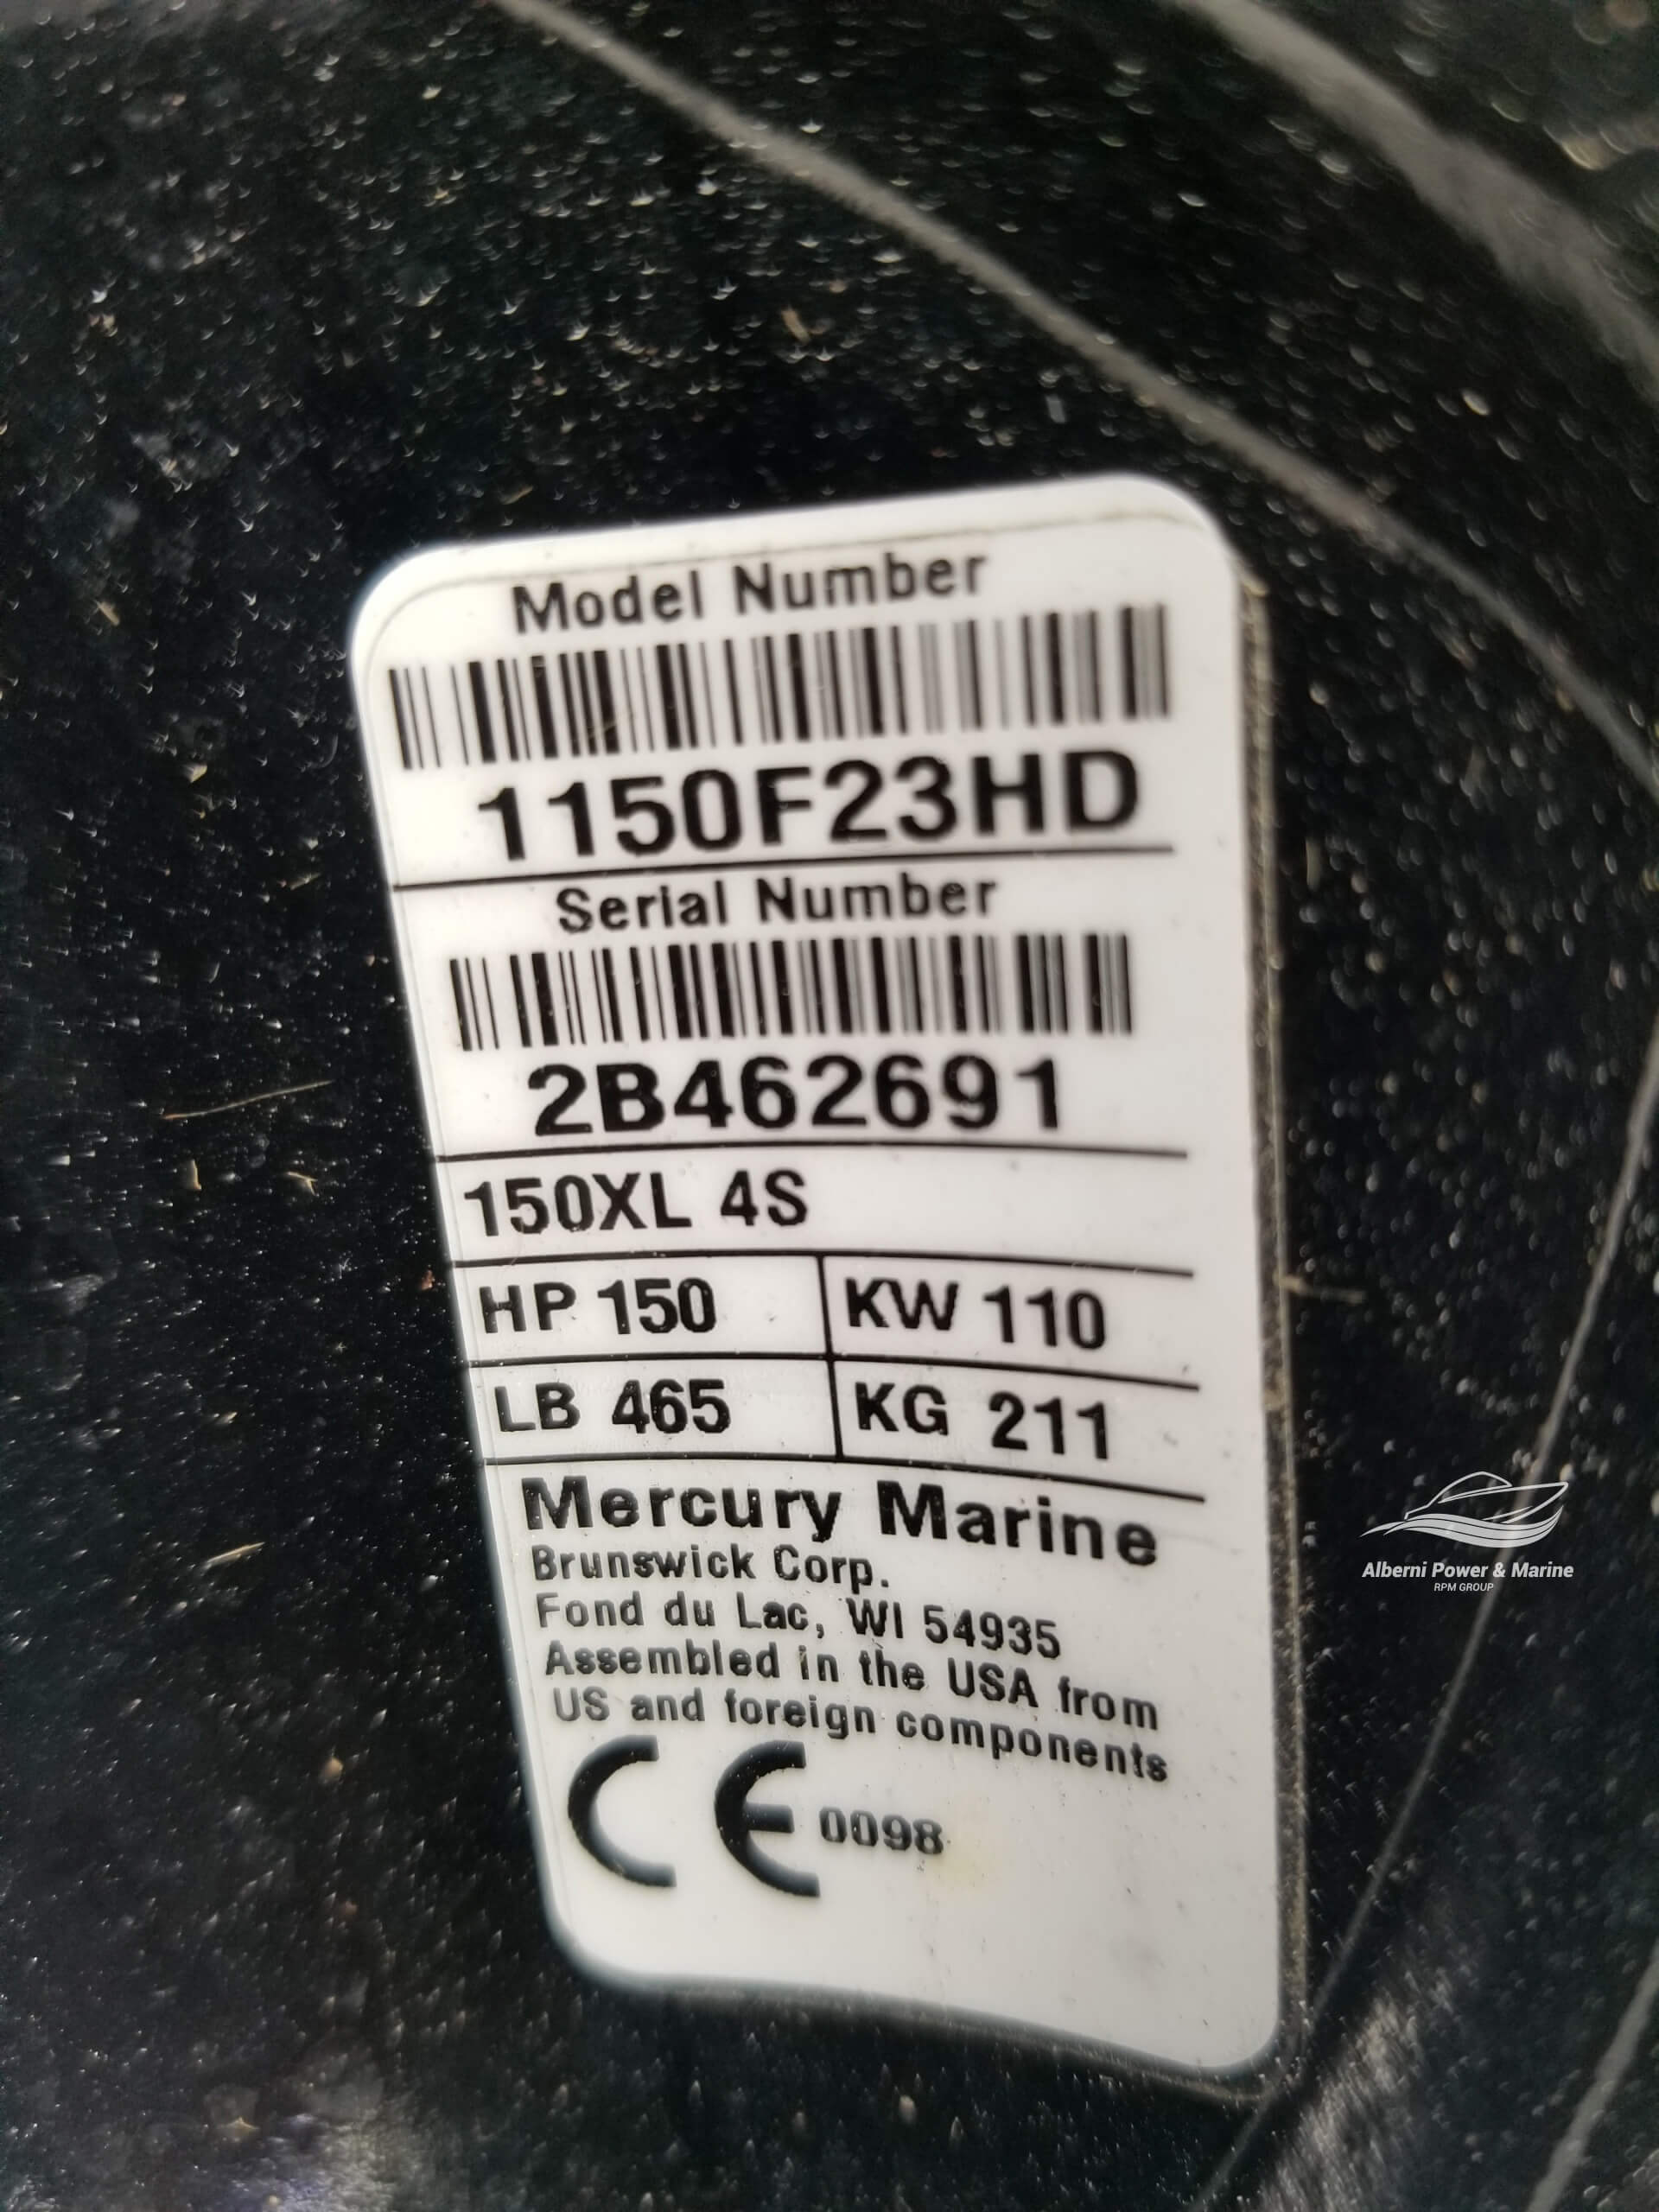 Model Number
1150F23HD
Serial Number
2B462691
150XL 4S
HP 150 KW 110
LB 465 KG 211
Mercury Marine
Brunswick Corp.
Fond du Lac, WI 54935
Assembled in the USA from
US and foreign components
CE 0098
Alberni Power & Marine
RPM GROUP